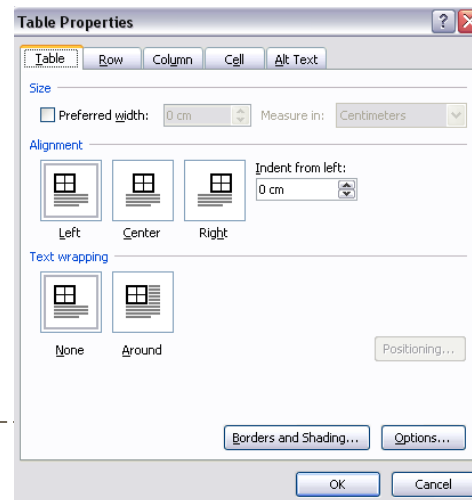 Table Properties
Table Row Column Cell Alt Text
Size
Preferred width: 0 cm Measure in: Centimeters
Alignment
Indent from left:
0 cm
Left Center Right
Text wrapping
None Around
Positioning...
Borders and Shading... Options...
OK Cancel